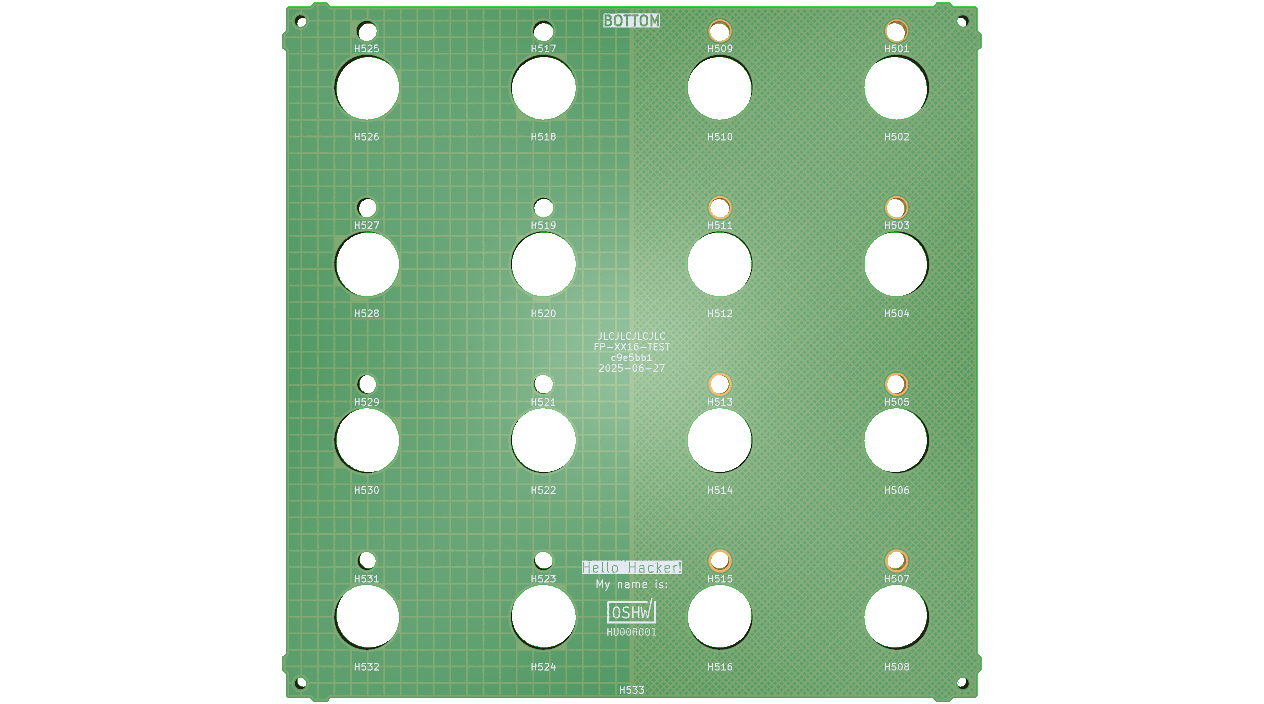 BOTTOM
H525 H517 H509 H501
H526 H518 H510 H502
H527 H519 H511 H503
H528 H520 H512 H504
JLCJLCJLCJLC
FP-XX16-TEST
c9e5bb1
2025-06-27
H529 H521 H513 H505
H530 H522 H514 H506
Hello Hacker!
H531 H523 H515 H507
My name is:
OSHW
H532 H524 H516 H508
H533